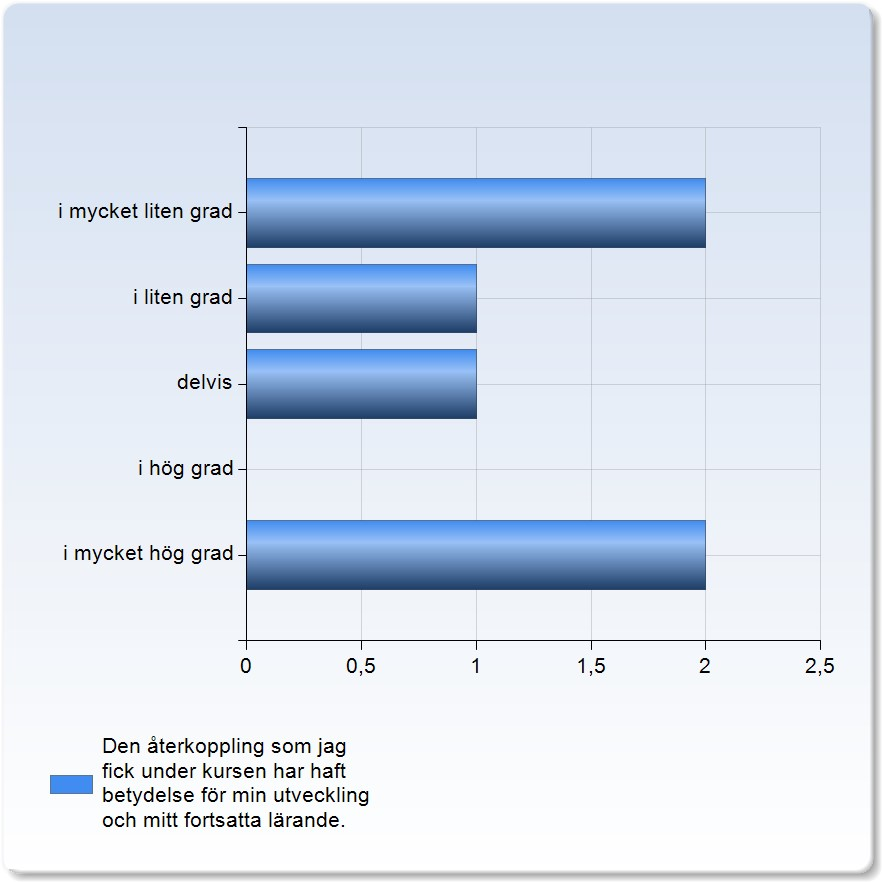 i mycket liten grad
i liten grad
delvis
i hög grad
i mycket hög grad
0 0,5 1 1,5 2 2,5
Den återkoppling som jag
fick under kursen har haft
betydelse för min utveckling
och mitt fortsatta lärande.